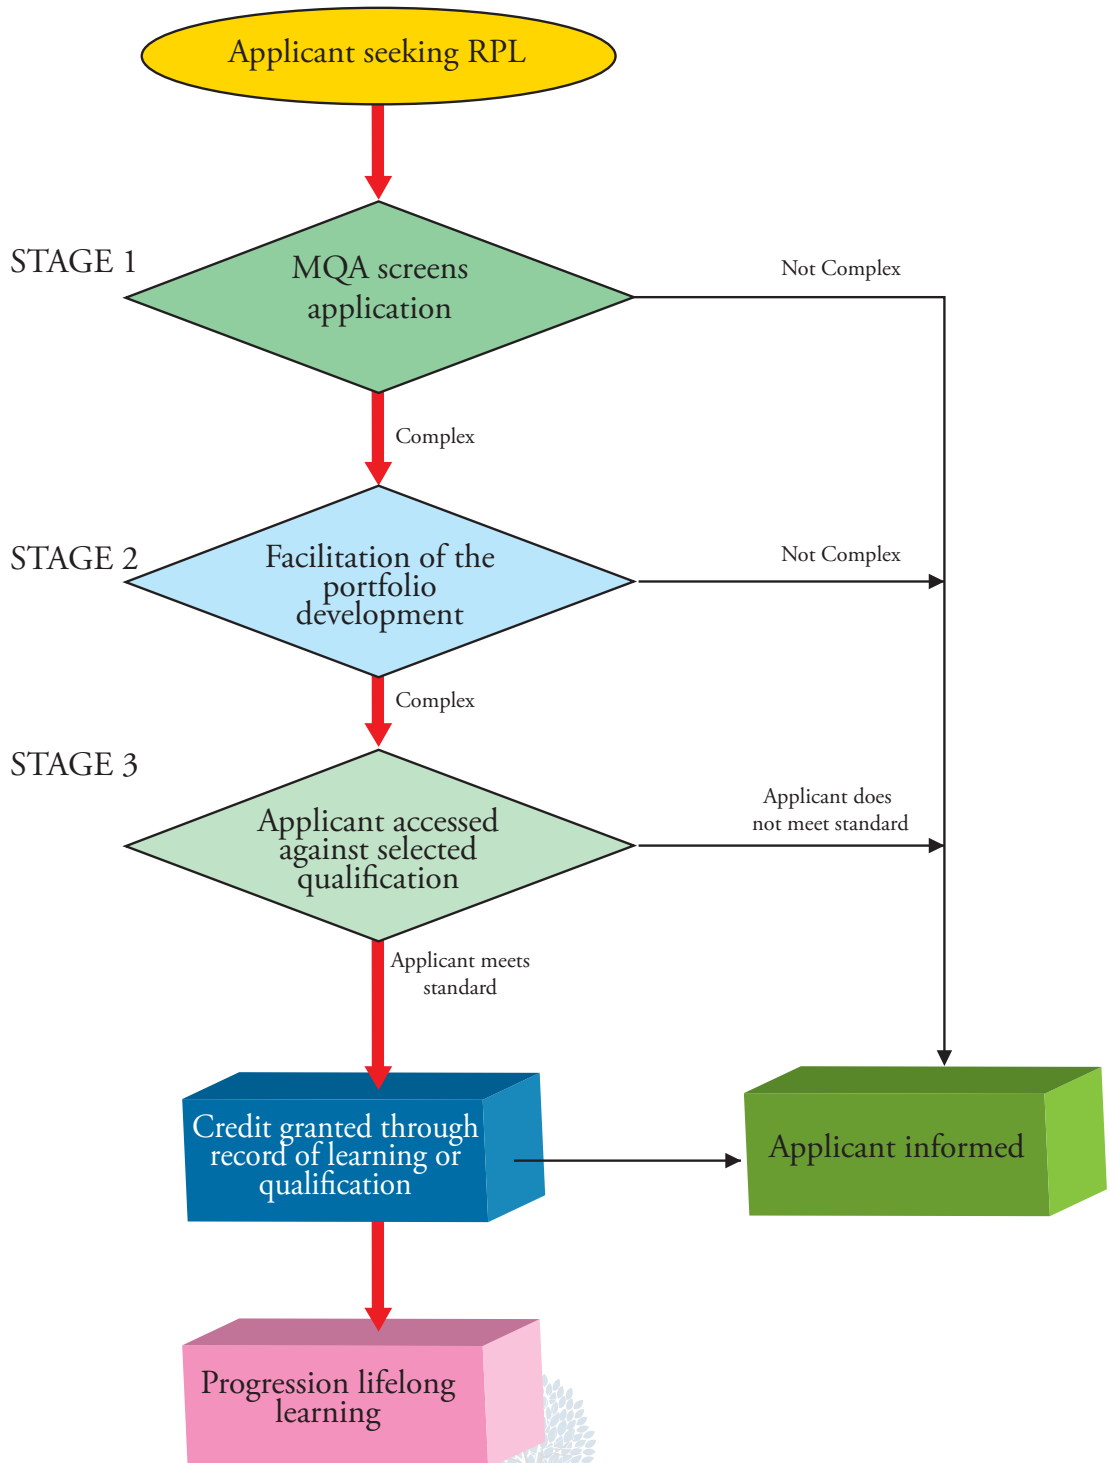 Applicant seeking RPL
STAGE 1
MQA screens
application
Not Complex
Complex
STAGE 2
Facilitation of the
portfolio
development
Not Complex
Complex
STAGE 3
Applicant accessed
against selected
qualification
Applicant does
not meet standard
Applicant meets
standard
Credit granted through
record of learning or
qualification
Applicant informed
Progression lifelong
learning